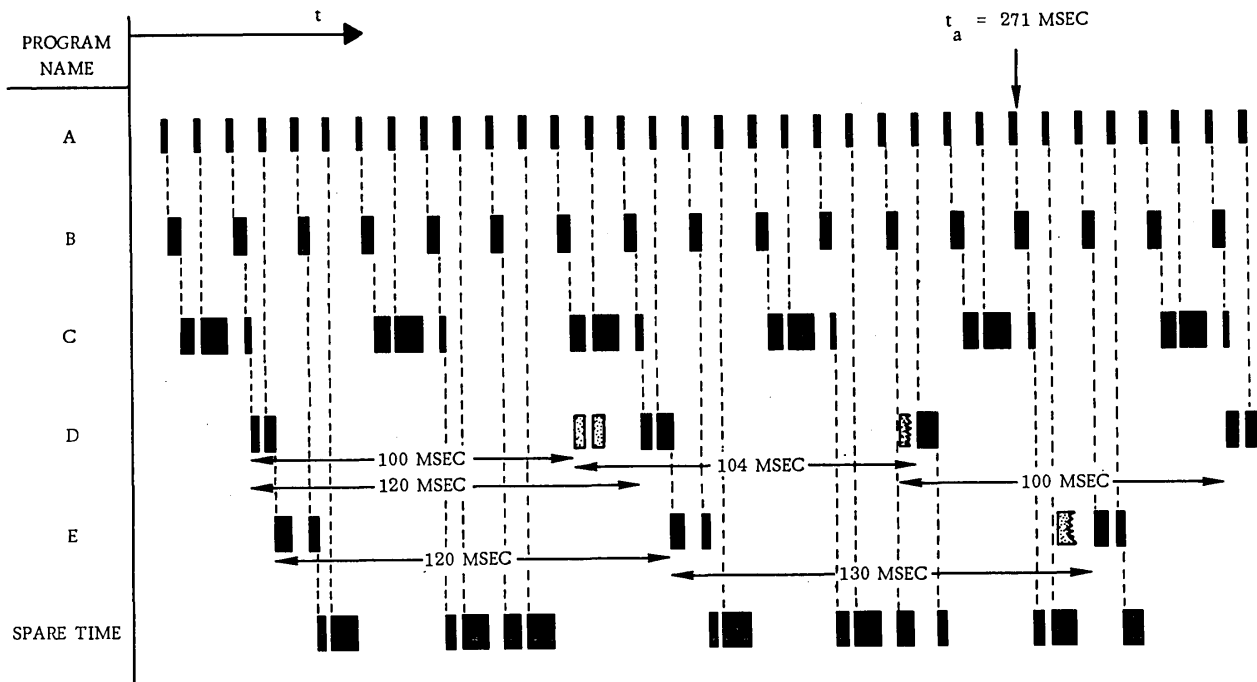 t
t = 271 MSEC
a
PROGRAM
NAME
A
B
C
D
100 MSEC
104 MSEC
120 MSEC
100 MSEC
E
120 MSEC
130 MSEC
SPARE TIME